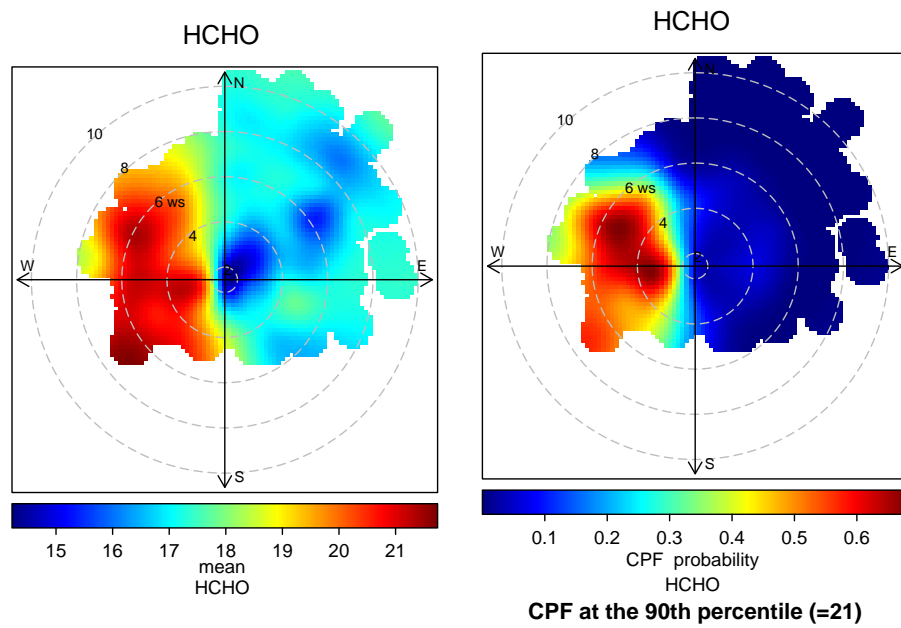 HCHO
N
10
8
6 ws
4
W
E
S
15 16 17 18 19 20 21
mean
HCHO
HCHO
N
10
8
6 ws
4
W
E
S
0.1 0.2 0.3 0.4 0.5 0.6
CPF probability
HCHO
CPF at the 90th percentile (=21)